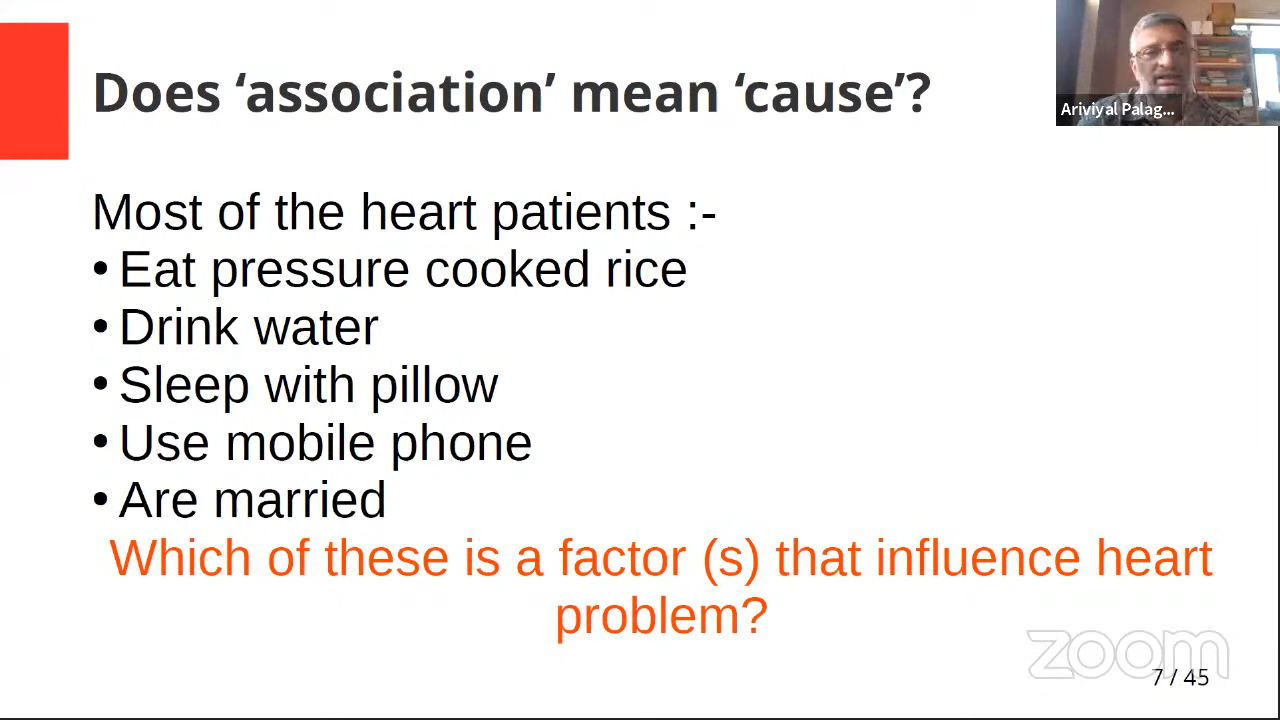 Does ‘association’ mean ‘cause’?
Ariviyal Palag...
Most of the heart patients :-
• Eat pressure cooked rice
• Drink water
• Sleep with pillow
• Use mobile phone
• Are married
Which of these is a factor (s) that influence heart
problem?
zoom
7 / 45